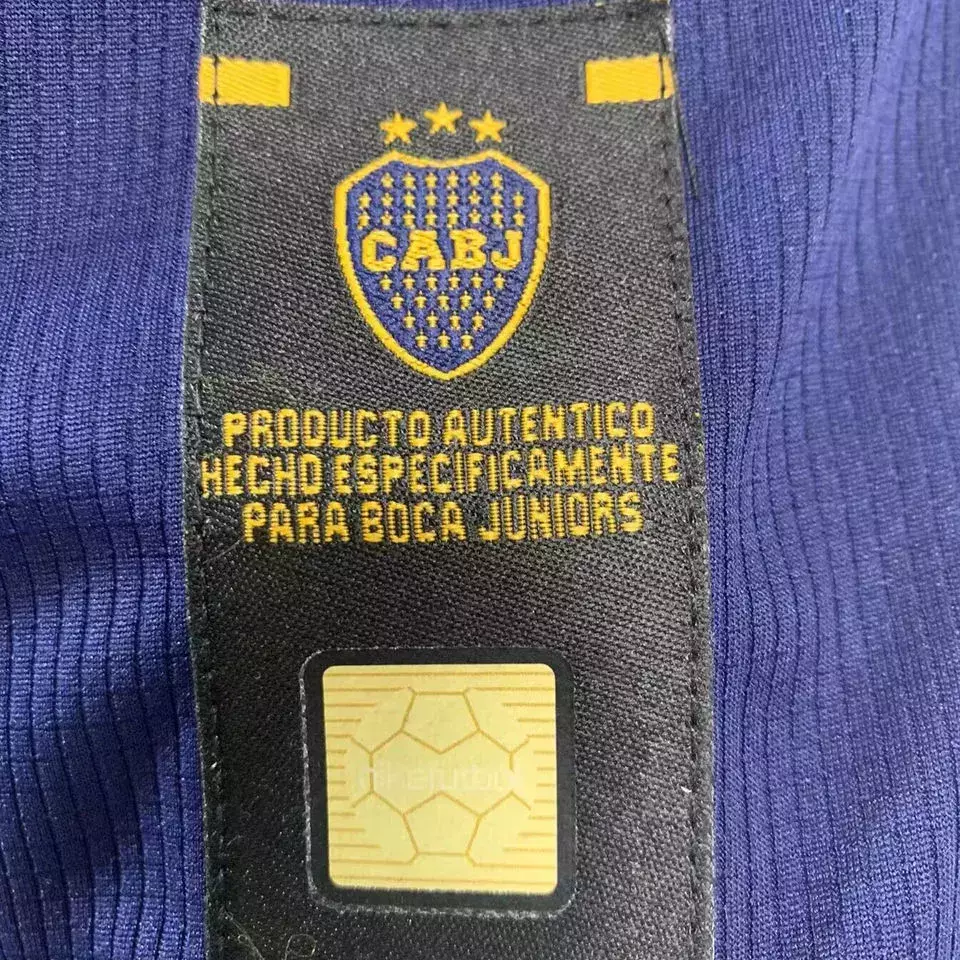 CABJ
PRODUCTO AUTENTICO
HECHO ESPECIFICAMENTE
PARA BOCA JUNIORS